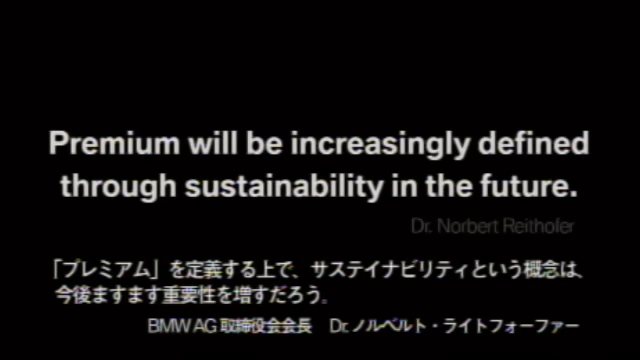 Premium will be increasingly defined
through sustainability in the future.
Dr. Norbert Reithofer
「プレミアム」を定義する上で、サステイナビリティという概念は、
今後ますます重要性を増すだろう。
BMW AG 取締役会会長 Dr. ノルベルト・ライトフォーファー